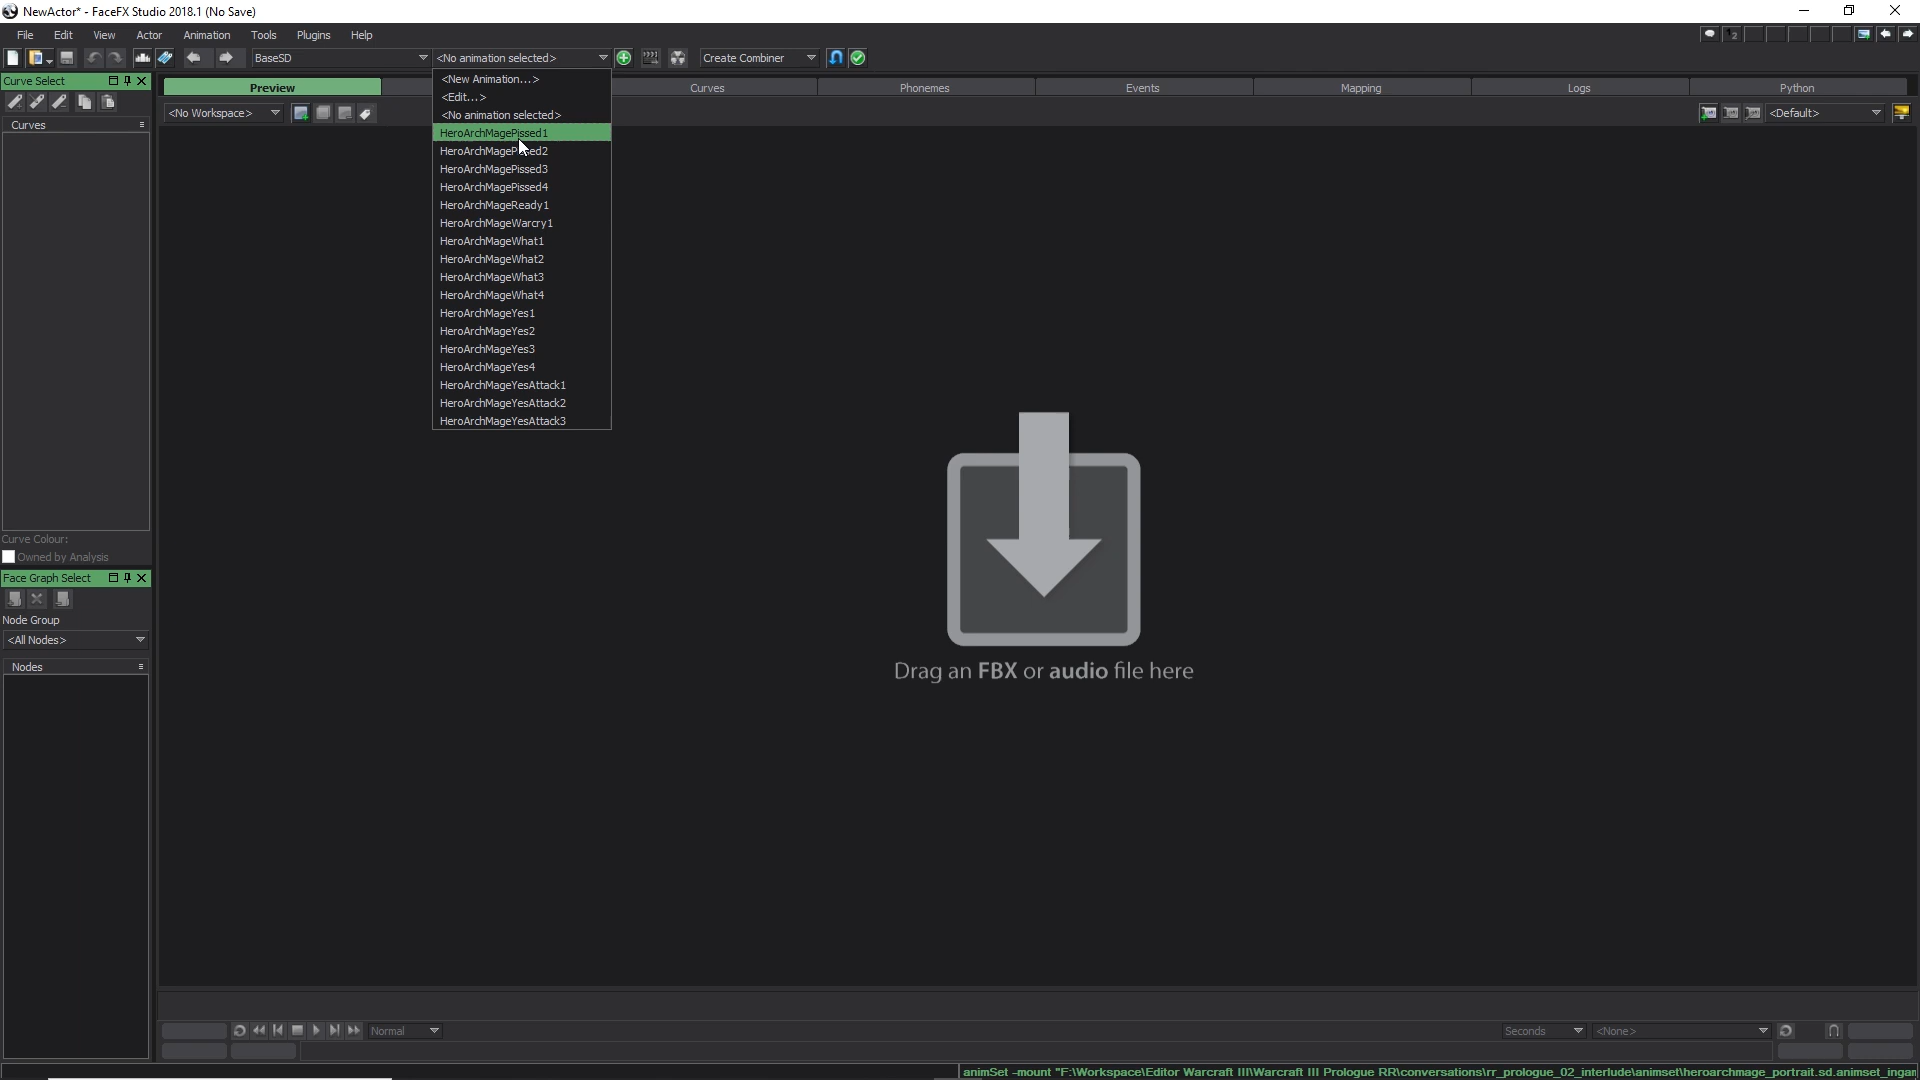 NewActor* - FaceFX Studio 2018.1 (No Save)
File Edit View Actor Animation Tools Plugins Help
BaseSD <No animation selected> Create Combiner
Curve Select
<New Animation...>
<Edit...>
<No animation selected>
HeroArchMagePissed1
HeroArchMagePissed2
HeroArchMagePissed3
HeroArchMagePissed4
HeroArchMageReady1
HeroArchMageWarcry1
HeroArchMageWhat1
HeroArchMageWhat2
HeroArchMageWhat3
HeroArchMageWhat4
HeroArchMageYes1
HeroArchMageYes2
HeroArchMageYes3
HeroArchMageYes4
HeroArchMageYesAttack1
HeroArchMageYesAttack2
HeroArchMageYesAttack3
Preview Curves Phonemes Events Mapping Logs Python
<No Workspace> <Default>
Curves
Curve Colour:
Owned by Analysis
Face Graph Select
Node Group
<All Nodes>
Nodes
Drag an FBX or audio file here
Normal Seconds <None>
animSet -mount "F:\Workspace\Editor Warcraft III\Warcraft III Prologue RR\conversations\rr_prologue_02_interlude\animset\heroarchmage_portrait.sd.animset_ingam